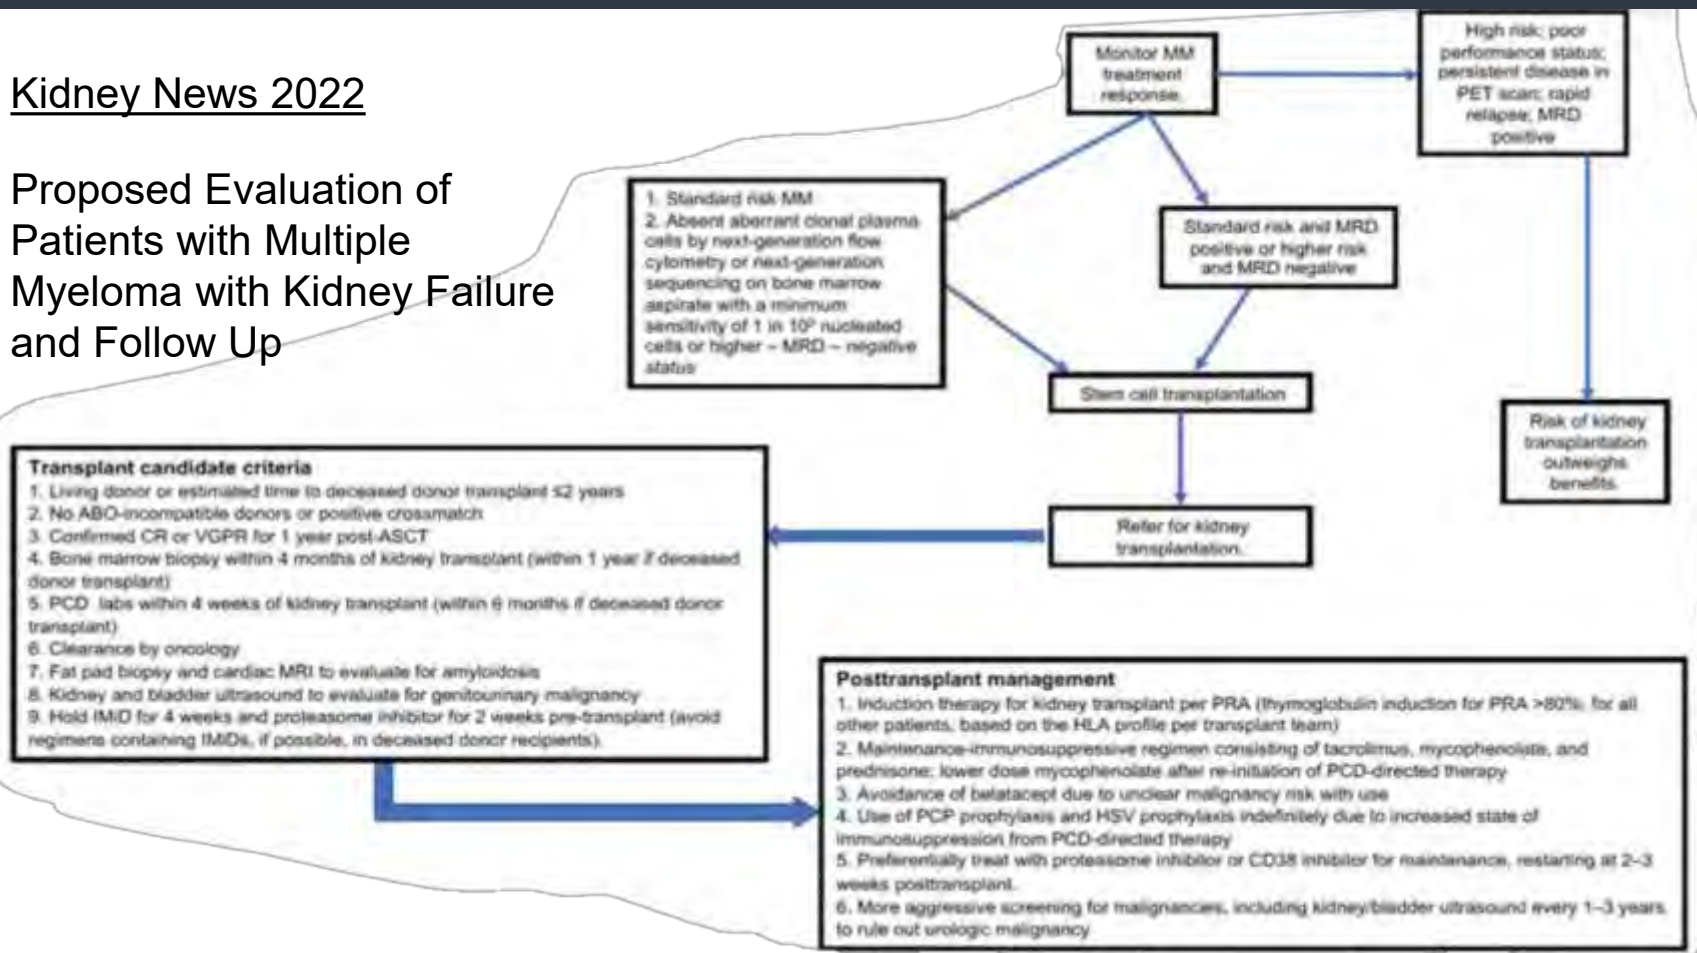 Kidney News 2022
Proposed Evaluation of
Patients with Multiple
Myeloma with Kidney Failure
and Follow Up
Monitor MM
treatment
response.
High risk; poor
performance status;
persistent disease in
PET scan; rapid
relapse; MRD
positive
1. Standard risk MM
2. Absent aberrant clonal plasma
cells by next-generation flow
cytometry or next-generation
sequencing on bone marrow
aspirate with a minimum
sensitivity of 1 in 10⁵ nucleated
cells or higher – MRD – negative
status
Standard risk and MRD
positive or higher risk
and MRD negative
Stem cell transplantation
Risk of kidney
transplantation
outweighs
benefits.
Refer for kidney
transplantation.
Transplant candidate criteria
1. Living donor or estimated time to deceased donor transplant ≤2 years
2. No ABO-incompatible donors or positive crossmatch
3. Confirmed CR or VGPR for 1 year post-ASCT
4. Bone marrow biopsy within 4 months of kidney transplant (within 1 year if deceased
donor transplant)
5. PCD labs within 4 weeks of kidney transplant (within 6 months if deceased donor
transplant)
6. Clearance by oncology
7. Fat pad biopsy and cardiac MRI to evaluate for amyloidosis
8. Kidney and bladder ultrasound to evaluate for genitourinary malignancy
9. Hold IMiD for 4 weeks and proteasome inhibitor for 2 weeks pre-transplant (avoid
regimens containing IMiDs, if possible, in deceased donor recipients).
Posttransplant management
1. Induction therapy for kidney transplant per PRA (thymoglobulin induction for PRA >80%; for all
other patients, based on the HLA profile per transplant team)
2. Maintenance-immunosuppressive regimen consisting of tacrolimus, mycophenolate, and
prednisone; lower dose mycophenolate after re-initiation of PCD-directed therapy
3. Avoidance of belatacept due to unclear malignancy risk with use
4. Use of PCP prophylaxis and HSV prophylaxis indefinitely due to increased state of
immunosuppression from PCD-directed therapy
5. Preferentially treat with proteasome inhibitor or CD38 inhibitor for maintenance, restarting at 2–3
weeks posttransplant.
6. More aggressive screening for malignancies, including kidney/bladder ultrasound every 1–3 years
to rule out urologic malignancy